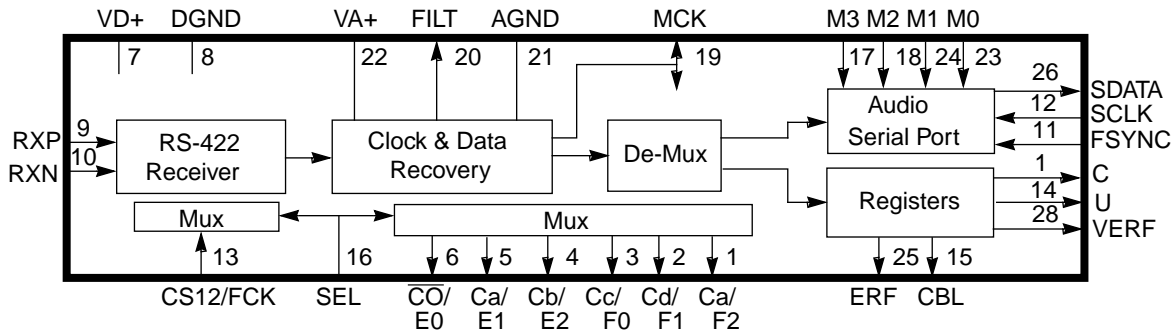 VD+ DGND VA+ FILT AGND MCK M3 M2 M1 M0
7 8 22 20 21 19 17 18 24 23
26 SDATA
12 SCLK
11 FSYNC
9 RXP
10 RXN
RS-422
Receiver
Clock & Data
Recovery
De-Mux
Audio
Serial Port
Registers
1 C
14 U
28 VERF
Mux
Mux
13 16 6 5 4 3 2 1 25 15
CS12/FCK SEL CO/ Ca/ Cb/ Cc/ Cd/ Ca/ ERF CBL
E0 E1 E2 F0 F1 F2